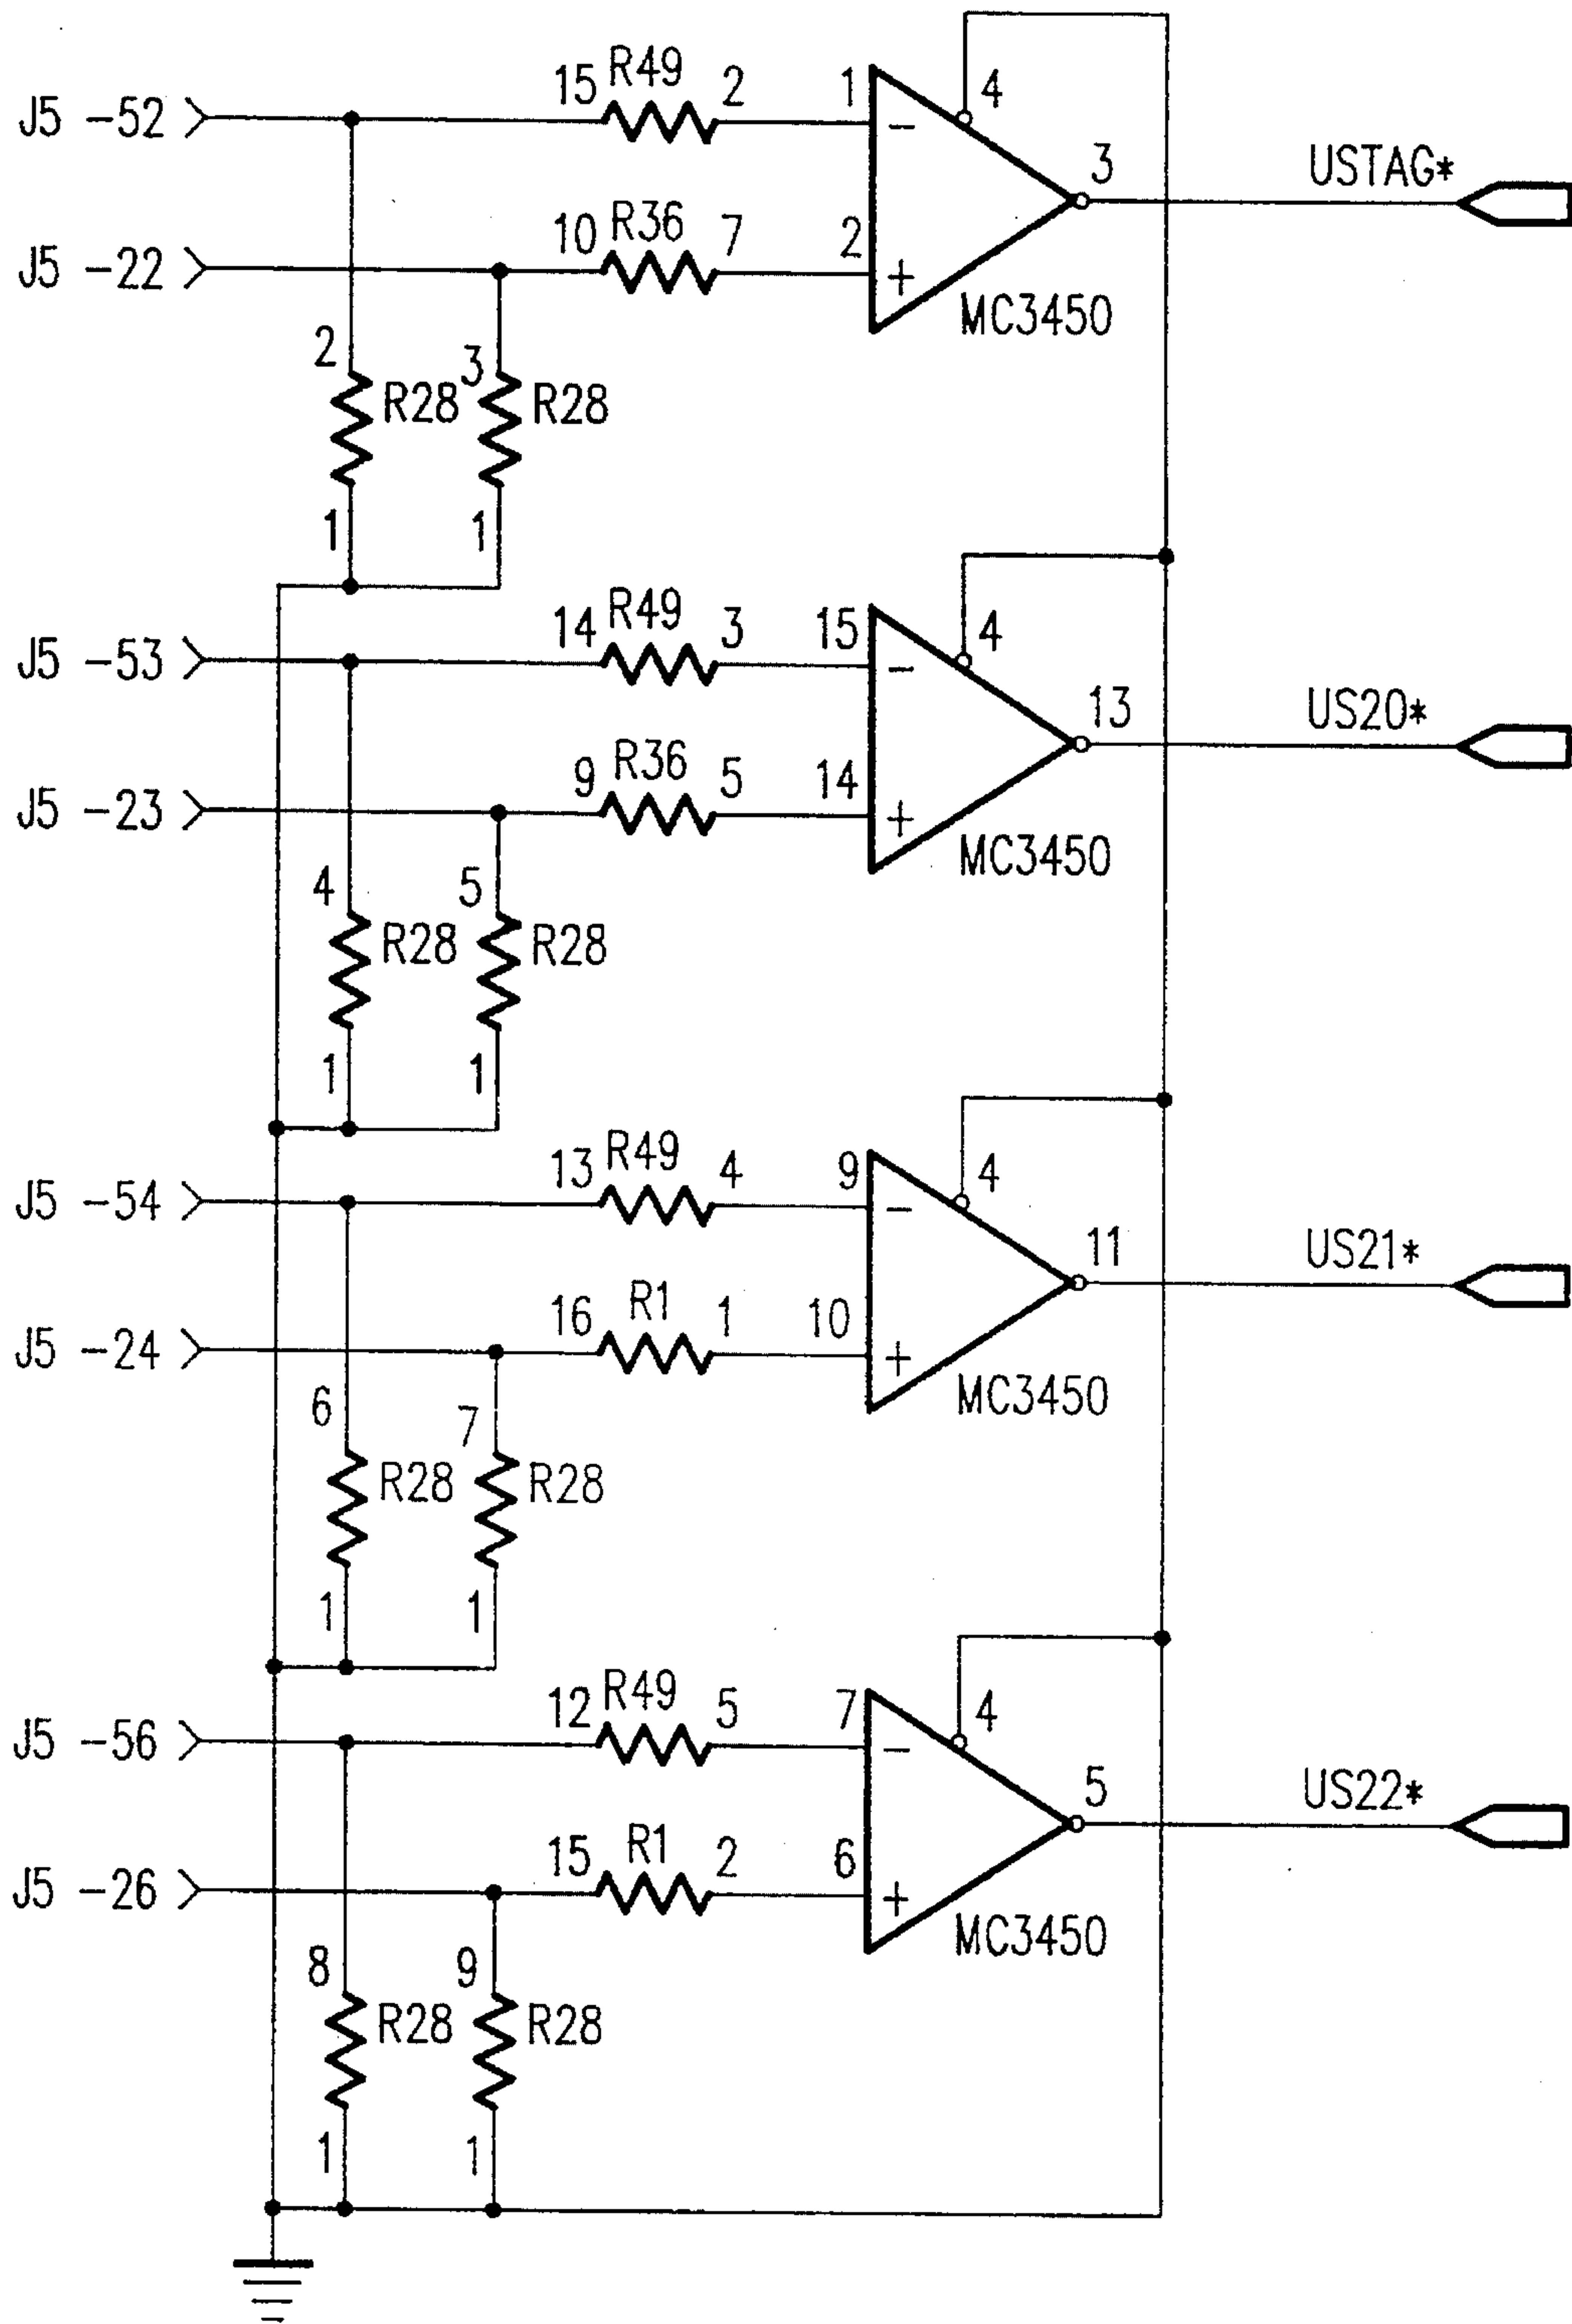 R49
J5 -52 15 2 1 - 4
3 USTAG*
R36
J5 -22 10 7 2 +
MC3450
2 3
R28 R28
1 1
R49
J5 -53 14 3 15 - 4
13 US20*
R36
J5 -23 9 5 14 +
MC3450
4 5
R28 R28
1 1
R49
J5 -54 13 4 9 - 4
11 US21*
R1
J5 -24 16 1 10 +
MC3450
6 7
R28 R28
1 1
R49
J5 -56 12 5 7 - 4
5 US22*
R1
J5 -26 15 2 6 +
MC3450
8 9
R28 R28
1 1